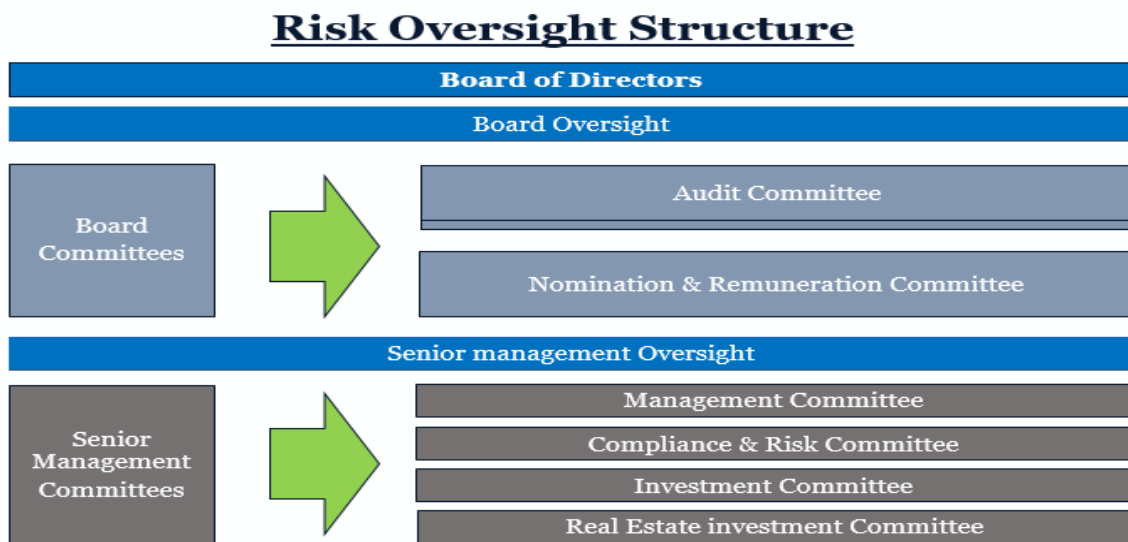 Risk Oversight Structure
Board of Directors
Board Oversight
Board
Committees
Audit Committee
Nomination & Remuneration Committee
Senior management Oversight
Senior
Management
Committees
Management Committee
Compliance & Risk Committee
Investment Committee
Real Estate investment Committee